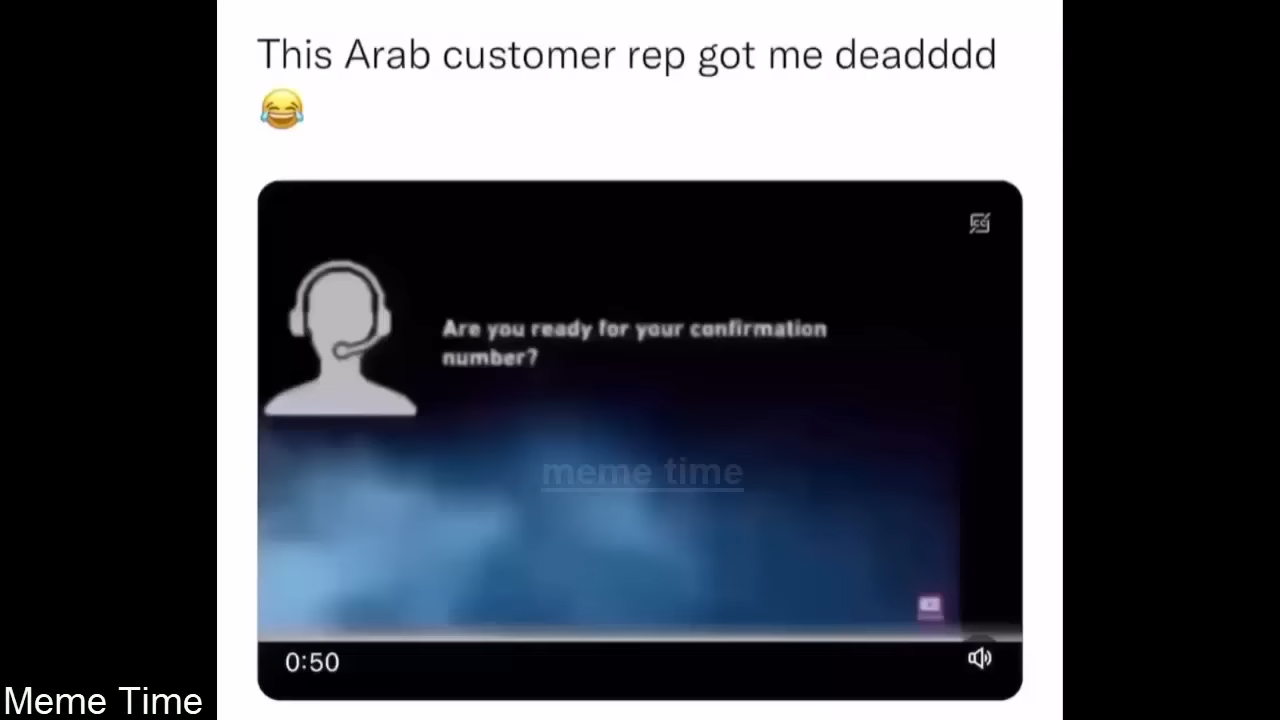 This Arab customer rep got me deadddd
😂
CC
Are you ready for your confirmation
number?
meme time
0:50
Meme Time